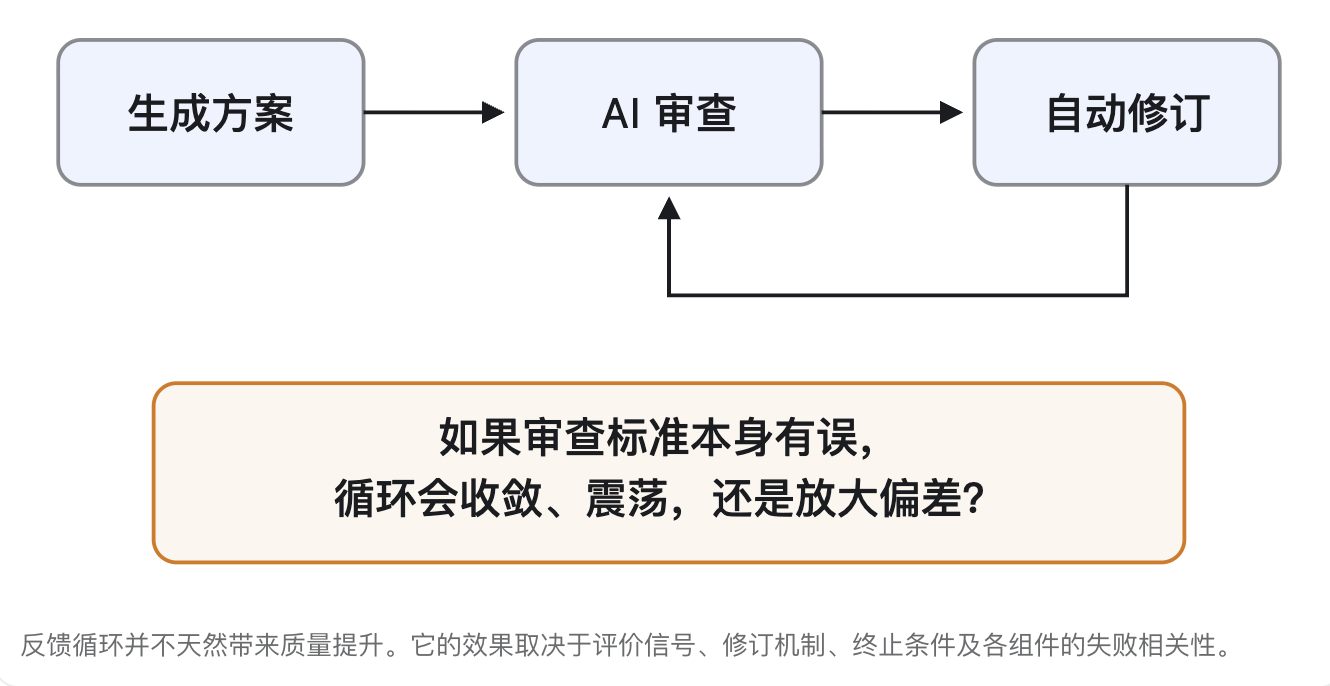 生成方案
AI 审查
自动修订
如果审查标准本身有误，
循环会收敛、震荡，还是放大偏差？
反馈循环并不天然带来质量提升。它的效果取决于评价信号、修订机制、终止条件及各组件的失败相关性。